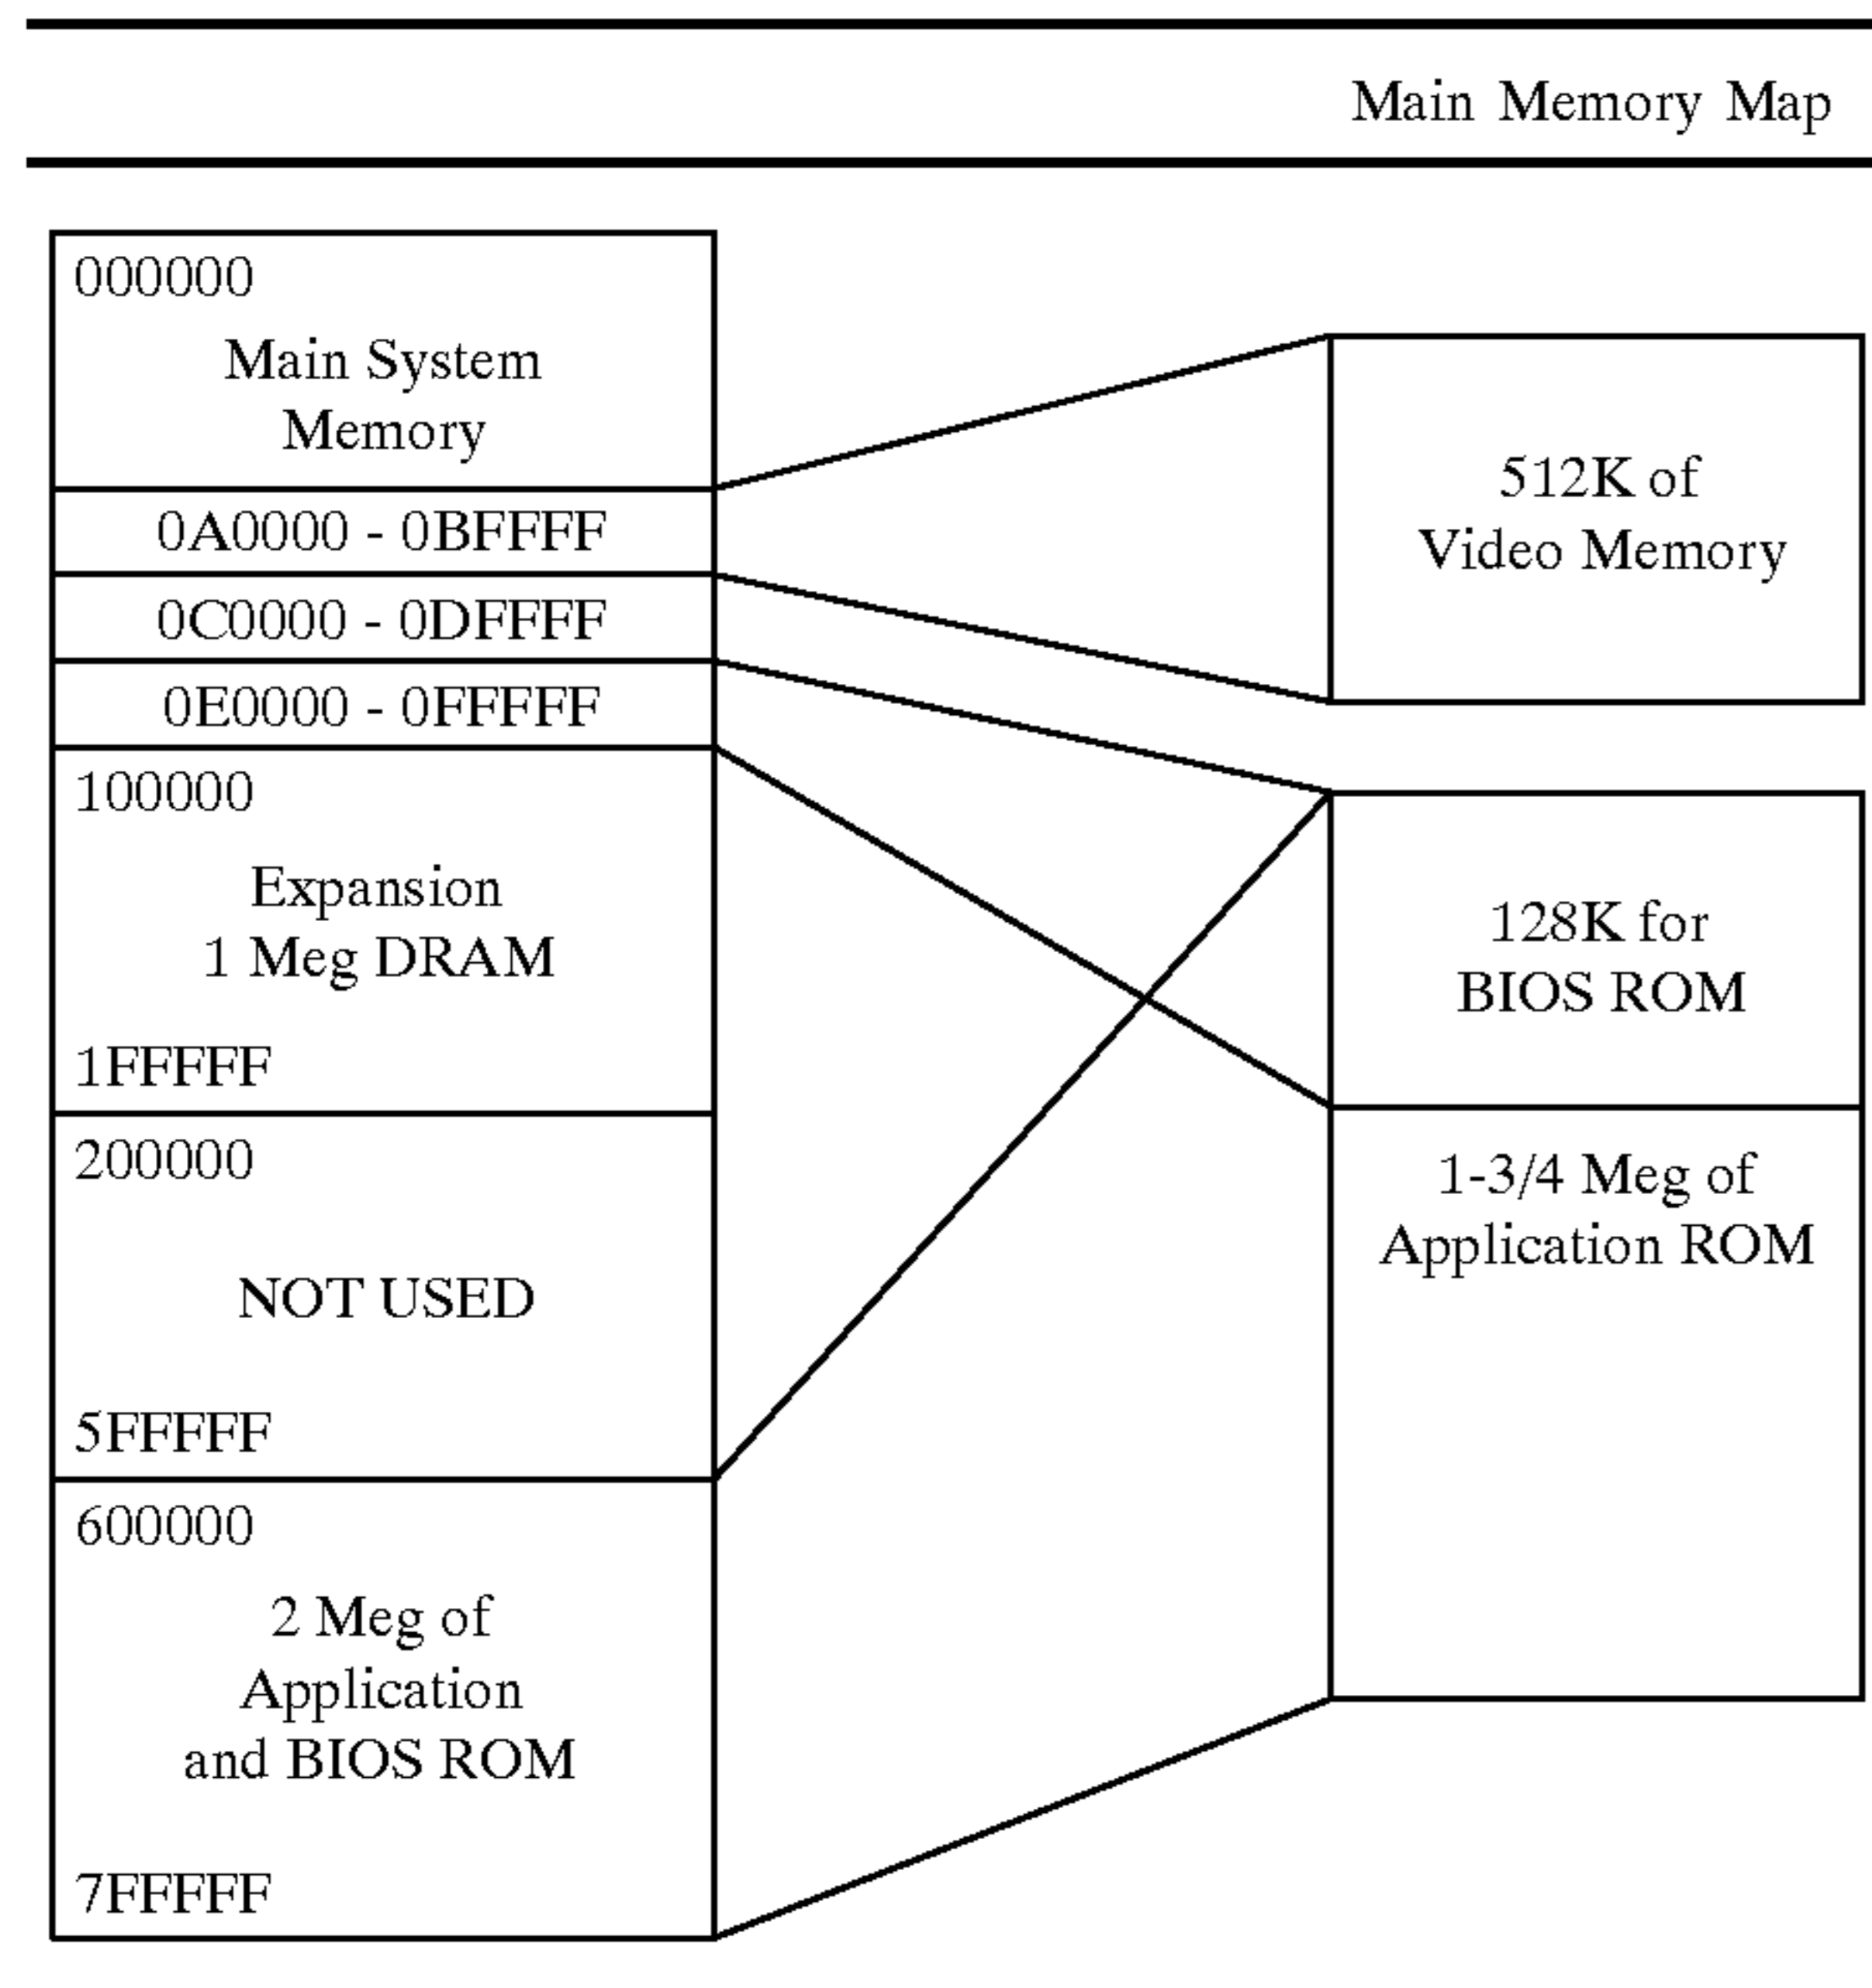 Main Memory Map
000000
Main System
Memory
0A0000 - 0BFFFF
0C0000 - 0DFFFF
0E0000 - 0FFFFF
100000
Expansion
1 Meg DRAM
1FFFFF
200000
NOT USED
5FFFFF
600000
2 Meg of
Application
and BIOS ROM
7FFFFF
512K of
Video Memory
128K for
BIOS ROM
1-3/4 Meg of
Application ROM